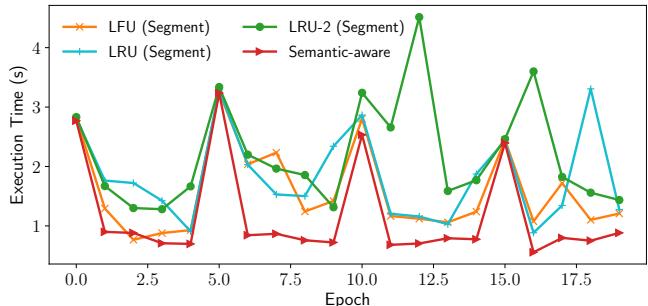 LFU (Segment)
LRU (Segment)
LRU-2 (Segment)
Semantic-aware
Execution Time (s)
4
3
2
1
0.0 2.5 5.0 7.5 10.0 12.5 15.0 17.5
Epoch